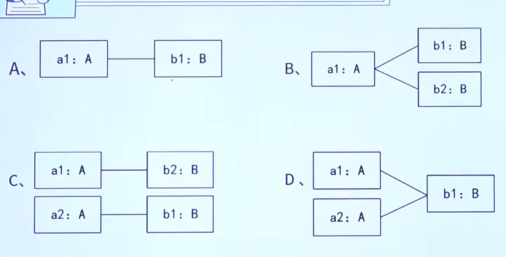 A、 a1: A b1: B
B、 a1: A b1: B
b2: B
C、 a1: A b2: B
a2: A b1: B
D、 a1: A
a2: A
b1: B